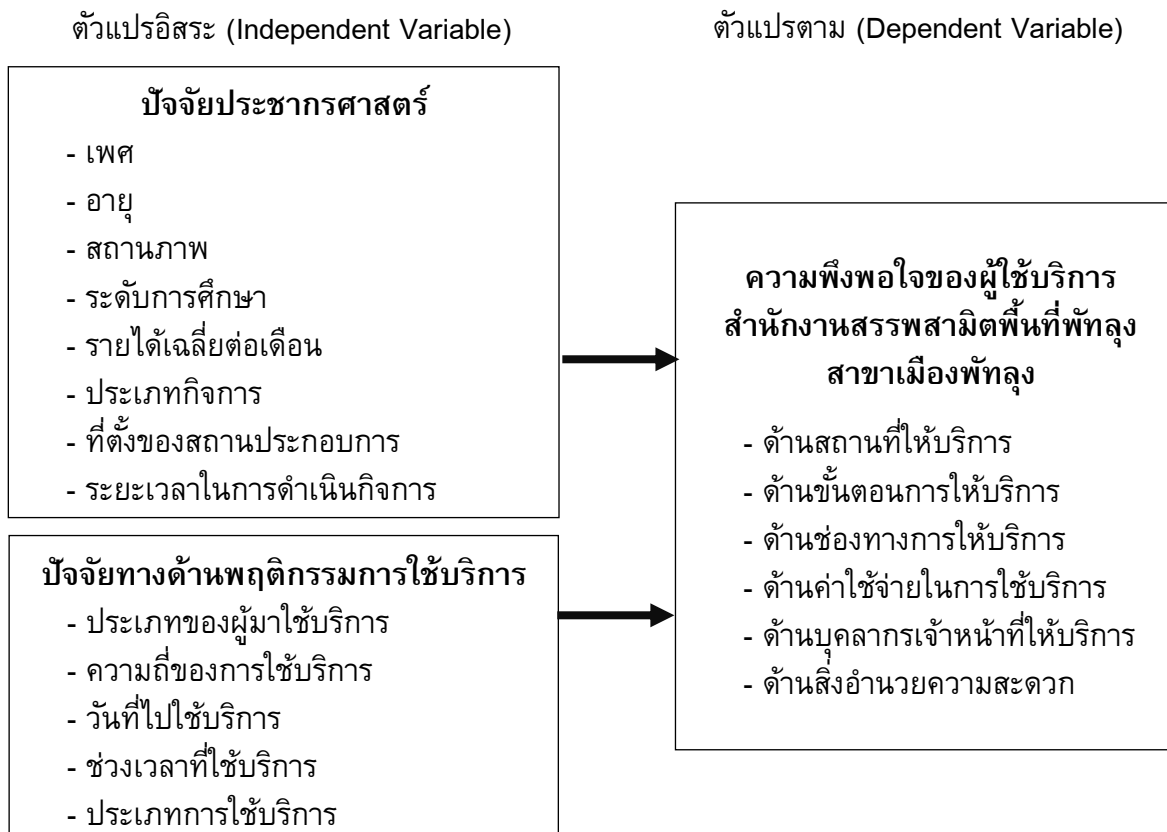 ตัวแปรอิสระ (Independent Variable)
ปัจจัยประชากรศาสตร์
- เพศ
- อายุ
- สถานภาพ
- ระดับการศึกษา
- รายได้เฉลี่ยต่อเดือน
- ประเภทกิจการ
- ที่ตั้งของสถานประกอบการ
- ระยะเวลาในการดำเนินกิจการ
ปัจจัยทางด้านพฤติกรรมการใช้บริการ
- ประเภทของผู้มาใช้บริการ
- ความถี่ของการใช้บริการ
- วันที่ไปใช้บริการ
- ช่วงเวลาที่ใช้บริการ
- ประเภทการใช้บริการ
ตัวแปรตาม (Dependent Variable)
ความพึงพอใจของผู้ใช้บริการ
สำนักงานสรรพสามิตพื้นที่พัทลุง
สาขาเมืองพัทลุง
- ด้านสถานที่ให้บริการ
- ด้านขั้นตอนการให้บริการ
- ด้านช่องทางการให้บริการ
- ด้านค่าใช้จ่ายในการใช้บริการ
- ด้านบุคลากรเจ้าหน้าที่ให้บริการ
- ด้านสิ่งอำนวยความสะดวก